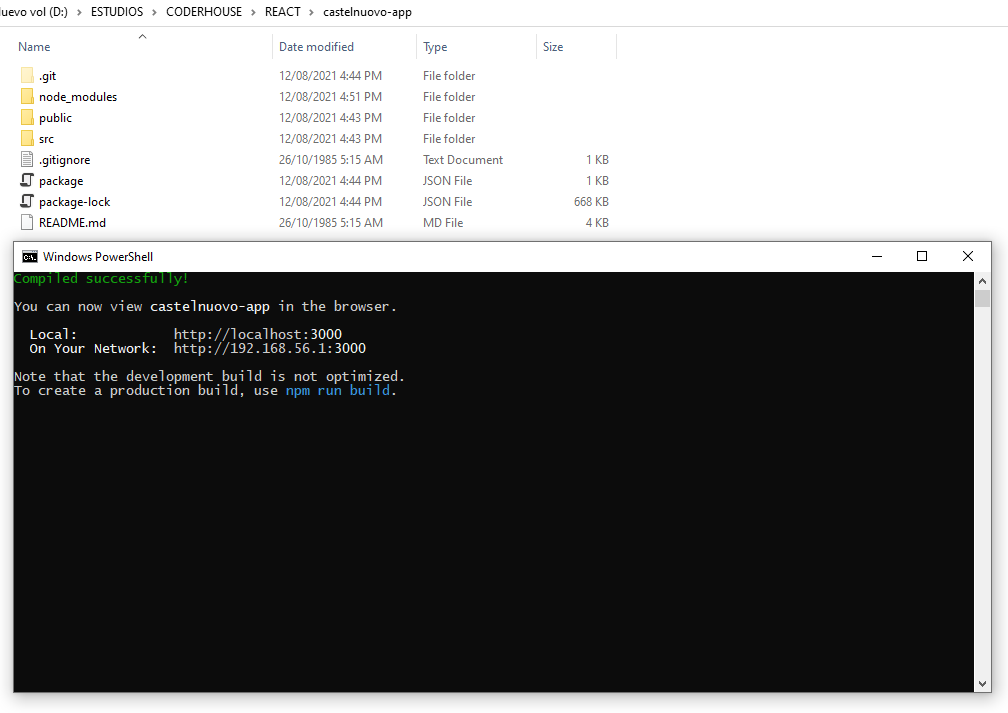 luevo vol (D:) > ESTUDIOS > CODERHOUSE > REACT > castelnuovo-app
Name Date modified Type Size
.git 12/08/2021 4:44 PM File folder
node_modules 12/08/2021 4:51 PM File folder
public 12/08/2021 4:43 PM File folder
src 12/08/2021 4:43 PM File folder
.gitignore 26/10/1985 5:15 AM Text Document 1 KB
package 12/08/2021 4:44 PM JSON File 1 KB
package-lock 12/08/2021 4:44 PM JSON File 668 KB
README.md 26/10/1985 5:15 AM MD File 4 KB
Windows PowerShell
Compiled successfully!
You can now view castelnuovo-app in the browser.
Local: http://localhost:3000
On Your Network: http://192.168.56.1:3000
Note that the development build is not optimized.
To create a production build, use npm run build.